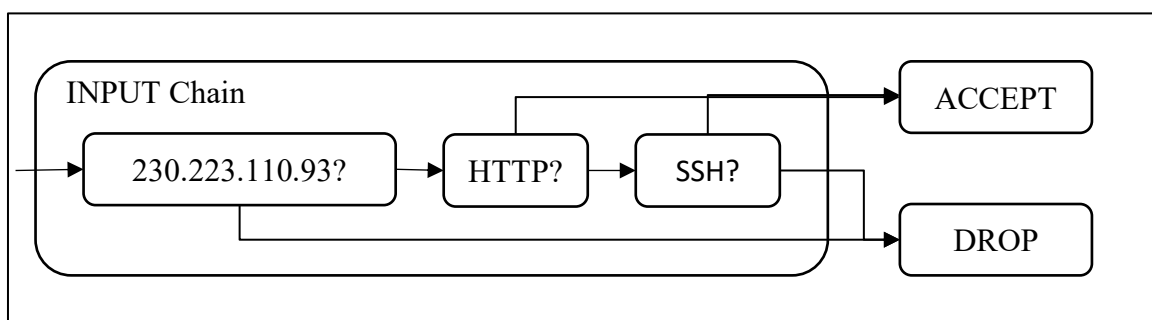 INPUT Chain
ACCEPT
230.223.110.93?
HTTP?
SSH?
DROP